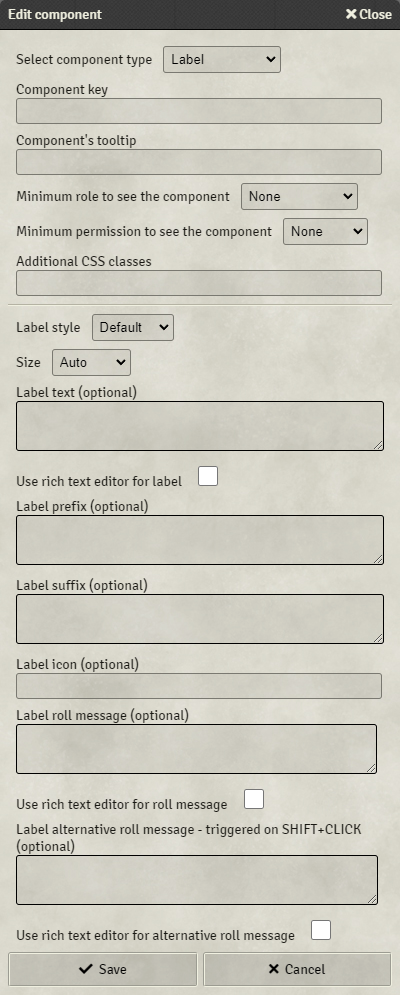 Edit component
Close
Select component type
Label
Component key
Component's tooltip
Minimum role to see the component
None
Minimum permission to see the component
None
Additional CSS classes
Label style
Default
Size
Auto
Label text (optional)
Use rich text editor for label
Label prefix (optional)
Label suffix (optional)
Label icon (optional)
Label roll message (optional)
Use rich text editor for roll message
Label alternative roll message - triggered on SHIFT+CLICK
(optional)
Use rich text editor for alternative roll message
Save
Cancel